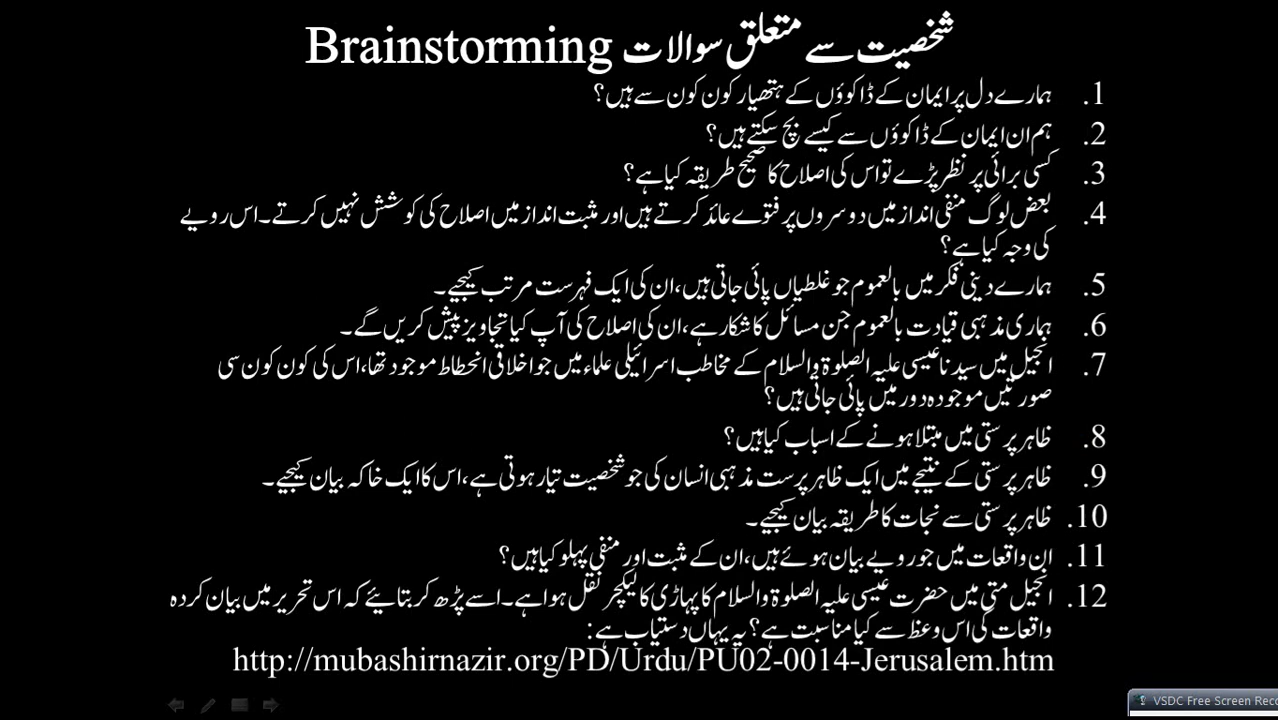 شخصیت سے متعلق سوالات Brainstorming
1. ہمارے دل پر ایمان کے ڈاکوؤں کے ہتھیار کون کون سے ہیں؟
2. ہم ان ایمان کے ڈاکوؤں سے کیسے بچ سکتے ہیں؟
3. کسی برائی پر نظر پڑے تو اس کی اصلاح کا صحیح طریقہ کیا ہے؟
4. بعض لوگ منفی انداز میں دوسروں پر فتوے عائد کرتے ہیں اور مثبت انداز میں اصلاح کی کوشش نہیں کرتے۔ اس رویے
کی وجہ کیا ہے؟
5. ہمارے دینی فکر میں بالعموم جو غلطیاں پائی جاتی ہیں، ان کی ایک فہرست مرتب کیجیے۔
6. ہماری مذہبی قیادت بالعموم جن مسائل کا شکار ہے، ان کی اصلاح کی آپ کیا تجاویز پیش کریں گے۔
7. انجیل میں سیدنا عیسی علیہ الصلوۃ والسلام کے مخاطب اسرائیلی علماء میں جو اخلاقی انحطاط موجود تھا، اس کی کون کون سی
صورتیں موجودہ دور میں پائی جاتی ہیں؟
8. ظاہر پرستی میں مبتلا ہونے کے اسباب کیا ہیں؟
9. ظاہر پرستی کے نتیجے میں ایک ظاہر پرست مذہبی انسان کی جو شخصیت تیار ہوتی ہے، اس کا ایک خاکہ بیان کیجیے۔
10. ظاہر پرستی سے نجات کا طریقہ بیان کیجیے۔
11. ان واقعات میں جو رویے بیان ہوئے ہیں، ان کے مثبت اور منفی پہلو کیا ہیں؟
12. انجیل متی میں حضرت عیسی علیہ الصلوۃ والسلام کا پہاڑی کا لیکچر نقل ہوا ہے۔ اسے پڑھ کر بتائیے کہ اس تحریر میں بیان کردہ
واقعات کی اس وعظ سے کیا مناسبت ہے؟ یہ یہاں دستیاب ہے:
http://mubashirnazir.org/PD/Urdu/PU02-0014-Jerusalem.htm
VSDC Free Screen Rec